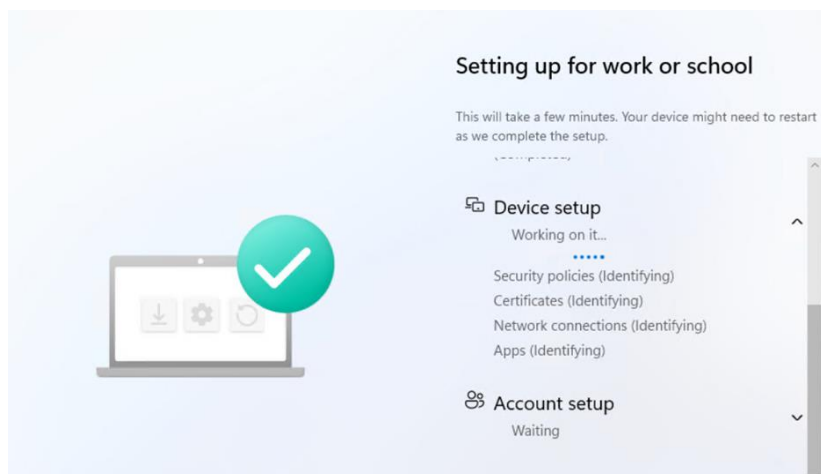 Setting up for work or school
This will take a few minutes. Your device might need to restart
as we complete the setup.
Device setup
Working on it...
Security policies (Identifying)
Certificates (Identifying)
Network connections (Identifying)
Apps (Identifying)
Account setup
Waiting